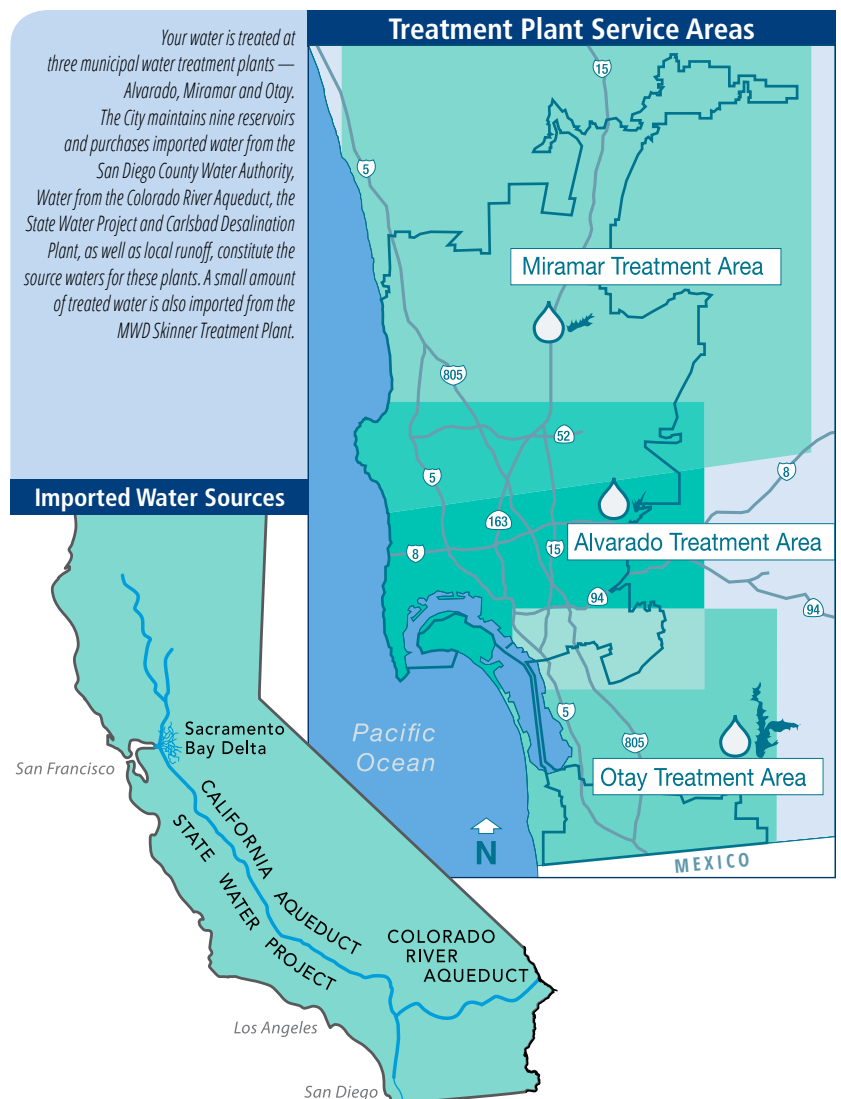 Your water is treated at
three municipal water treatment plants —
Alvarado, Miramar and Otay.
The City maintains nine reservoirs
and purchases imported water from the
San Diego County Water Authority,
Water from the Colorado River Aqueduct, the
State Water Project and Carlsbad Desalination
Plant, as well as local runoff, constitute the
source waters for these plants. A small amount
of treated water is also imported from the
MWD Skinner Treatment Plant.
Treatment Plant Service Areas
15
5
Miramar Treatment Area
805
52
5
8
163
Alvarado Treatment Area
8
15
94
94
5
805
Pacific
Ocean
Otay Treatment Area
N
MEXICO
Imported Water Sources
Sacramento
Bay Delta
San Francisco
CALIFORNIA AQUEDUCT
STATE WATER PROJECT
COLORADO
RIVER
AQUEDUCT
Los Angeles
San Diego